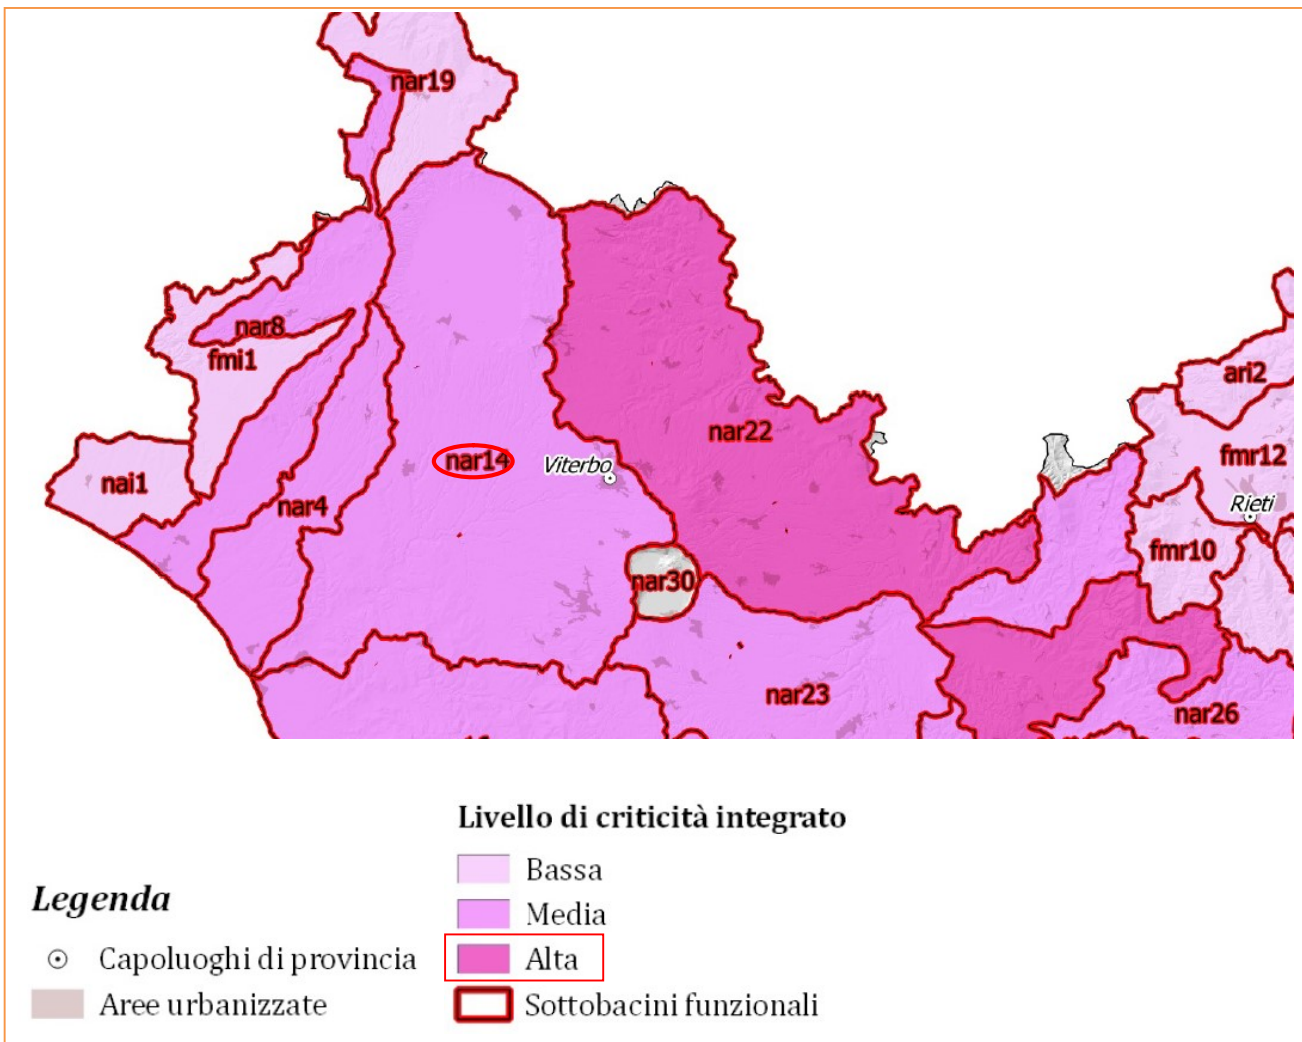 nar19
nar8
fmi1
ari2
nar22
nar14
Viterbo
fmr12
nai1
nar4
Rieti
fmr10
nar30
nar23
nar26
Livello di criticità integrato
Bassa
Legenda
Media
Capoluoghi di provincia
Alta
Aree urbanizzate
Sottobacini funzionali